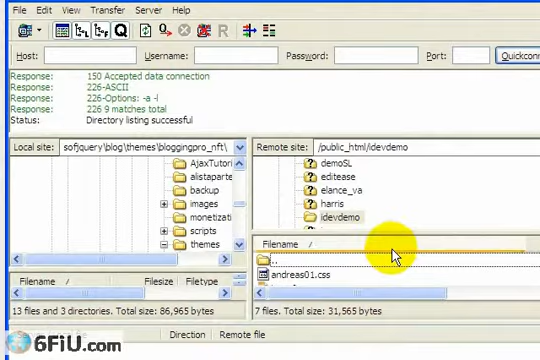 File Edit View Transfer Server Help
Host: Username: Password: Port: Quickconn
Response: 150 Accepted data connection
Response: 226-ASCII
Response: 226-Options: -a -l
Response: 226 9 matches total
Status: Directory listing successful
Local site: sofjquery\blog\themes\bloggingpro_nft\ Remote site: /public_html/idevdemo
AjaxTutori
alistaparte
backup
images
monetizati
scripts
themes
demoSL
editease
elance_va
harris
idevdemo
Filename /
..
andreas01.css
Filename / Filesize Filetype
13 files and 3 directories. Total size: 86,965 bytes
7 files. Total size: 31,565 bytes
Direction Remote file
6FiU.com